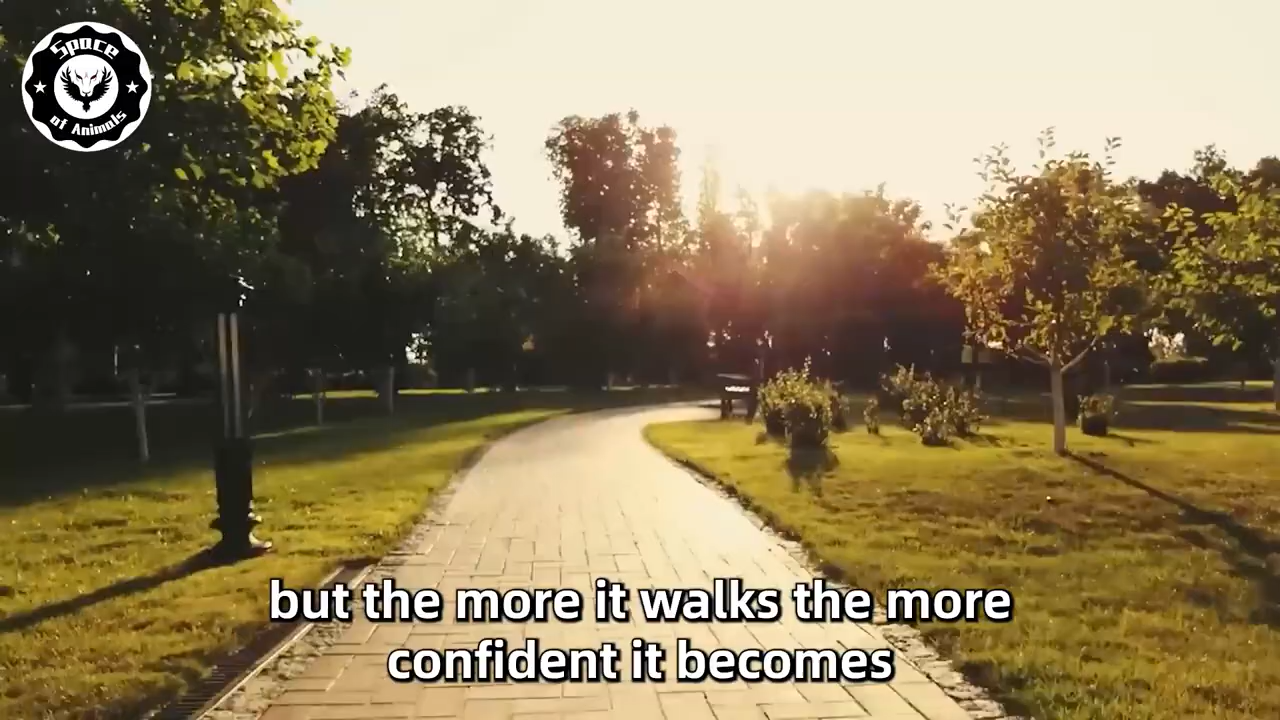 Space
of Animals
but the more it walks the more
confident it becomes